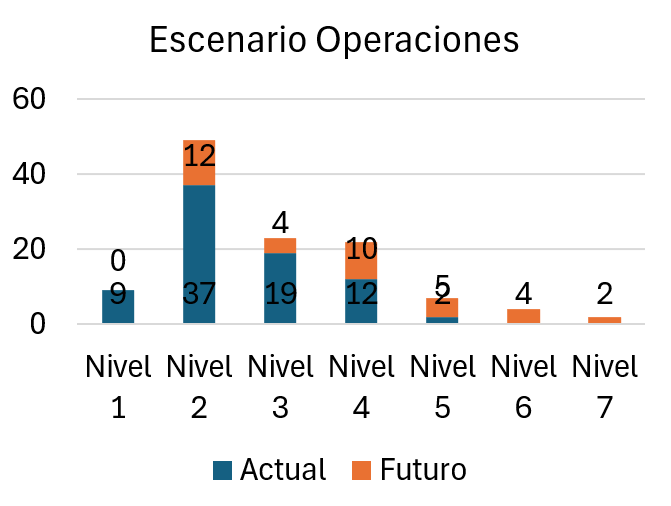 Escenario Operaciones
60
40
20
0
12
4
10
0
5
9
37
19
12
2
4
2
Nivel 1
Nivel 2
Nivel 3
Nivel 4
Nivel 5
Nivel 6
Nivel 7
Actual
Futuro